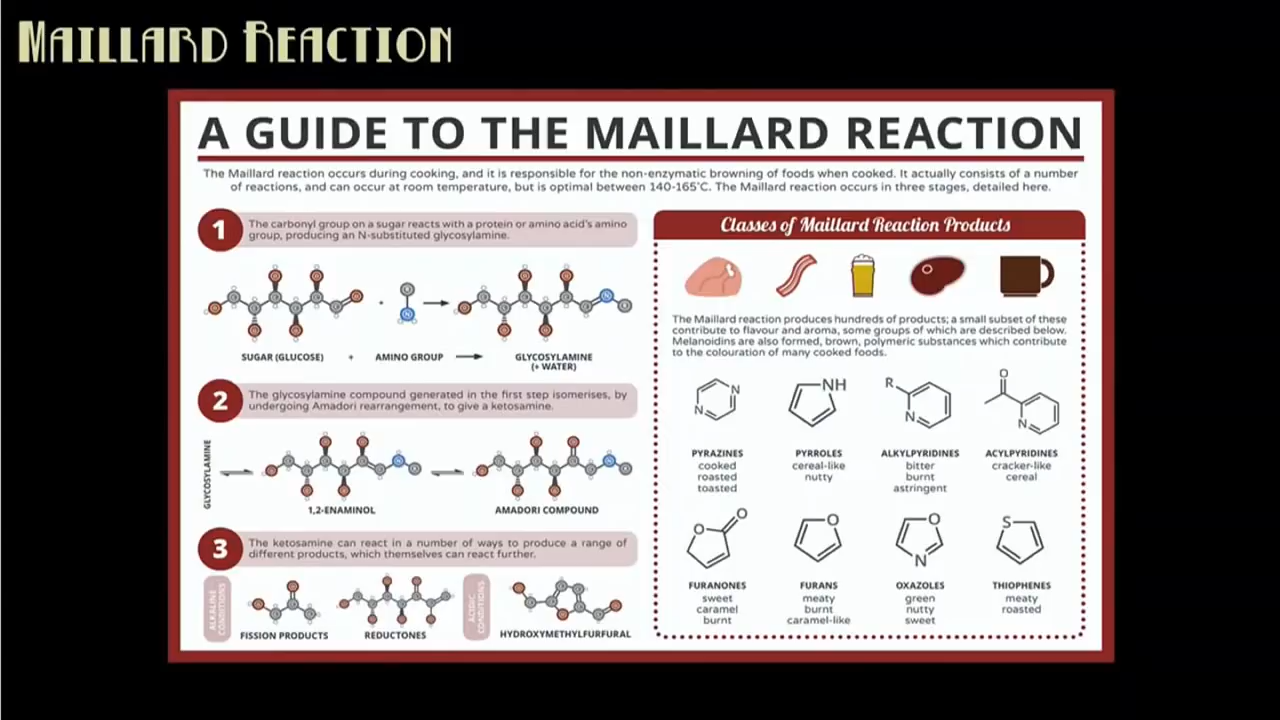 MAILLARD REACTION
A GUIDE TO THE MAILLARD REACTION
The Maillard reaction occurs during cooking, and it is responsible for the non-enzymatic browning of foods when cooked. It actually consists of a number
of reactions, and can occur at room temperature, but is optimal between 140-165°C. The Maillard reaction occurs in three stages, detailed here.
1
The carbonyl group on a sugar reacts with a protein or amino acid's amino
group, producing an N-substituted glycosylamine.
SUGAR (GLUCOSE) + AMINO GROUP GLYCOSYLAMINE
(+ WATER)
2
The glycosylamine compound generated in the first step isomerises, by
undergoing Amadori rearrangement, to give a ketosamine.
GLYCOSYLAMINE
1,2-ENAMINOL AMADORI COMPOUND
3
The ketosamine can react in a number of ways to produce a range of
different products, which themselves can react further.
ALKALINE
CONDITIONS
FISSION PRODUCTS REDUCTONES
ACIDIC
CONDITIONS
HYDROXYMETHYLFURFURAL
Classes of Maillard Reaction Products
The Maillard reaction produces hundreds of products; a small subset of these
contribute to flavour and aroma, some groups of which are described below.
Melanoidins are also formed, brown, polymeric substances which contribute
to the colouration of many cooked foods.
N
N
NH
R
N
O
N
PYRAZINES
cooked
roasted
toasted
PYRROLES
cereal-like
nutty
ALKYLPYRIDINES
bitter
burnt
astringent
ACYLPYRIDINES
cracker-like
cereal
O
O
O
O
N
S
FURANONES
sweet
caramel
burnt
FURANS
meaty
burnt
caramel-like
OXAZOLES
green
nutty
sweet
THIOPHENES
meaty
roasted